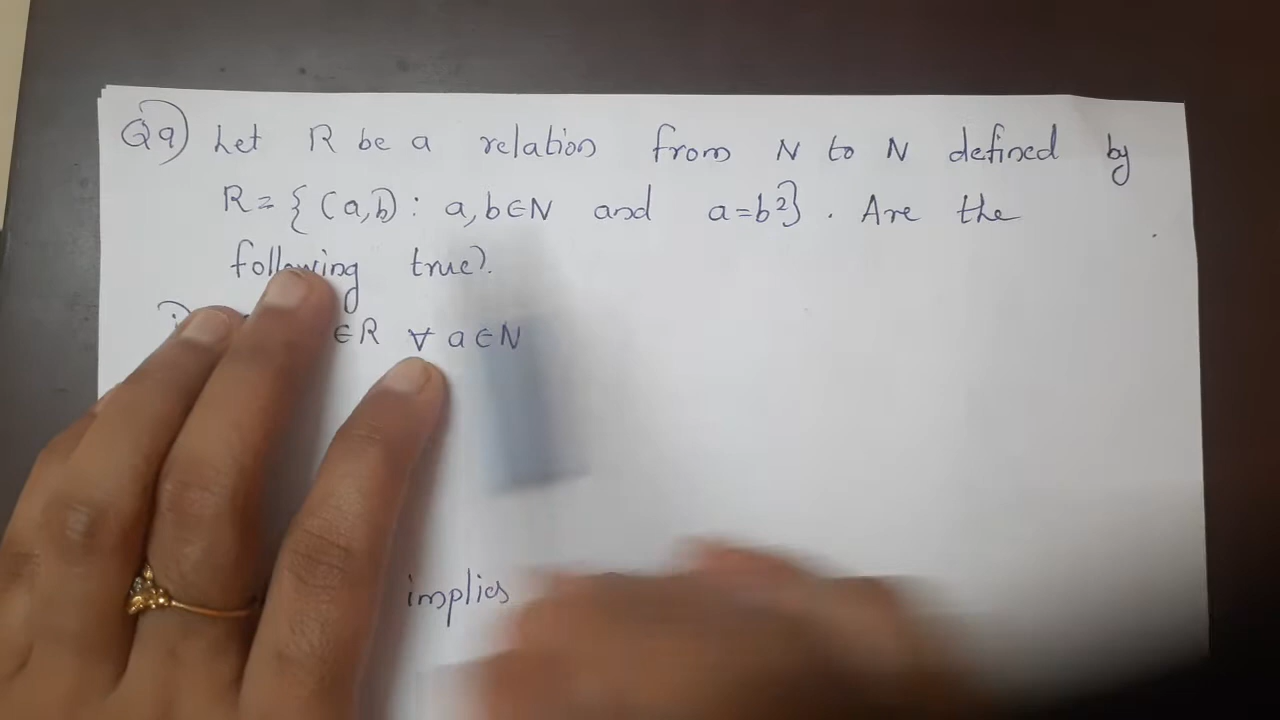 Q9) Let R be a relation from N to N defined by
R = { (a,b) : a, b ∈ N and a = b²} . Are the
following true?.
i) ∈ R ∀ a ∈ N
implies